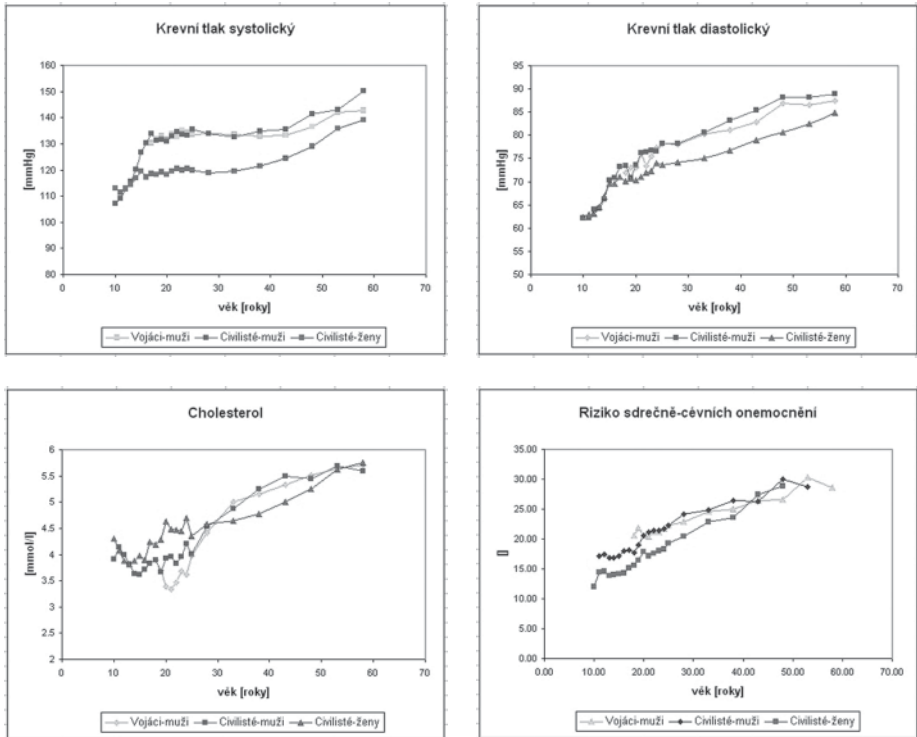 Krevní tlak systolický
160
150
140
130
120
110
100
90
80
[mmHg]
0 10 20 30 40 50 60 70
věk [roky]
Vojáci-muži Civilisté-muži Civilisté-ženy
Krevní tlak diastolický
95
90
85
80
75
70
65
60
55
50
[mmHg]
0 10 20 30 40 50 60 70
věk [roky]
Vojáci-muži Civilisté-muži Civilisté-ženy
Cholesterol
6
5.5
5
4.5
4
3.5
3
2.5
2
[mmol/l]
0 10 20 30 40 50 60 70
věk [roky]
Vojáci-muži Civilisté-muži Civilisté-ženy
Riziko sdrečně-cévních onemocnění
35.00
30.00
25.00
20.00
15.00
10.00
5.00
0.00
[]
0.00 10.00 20.00 30.00 40.00 50.00 60.00 70.00
věk [roky]
Vojáci-muži Civilisté-muži Civilisté-ženy